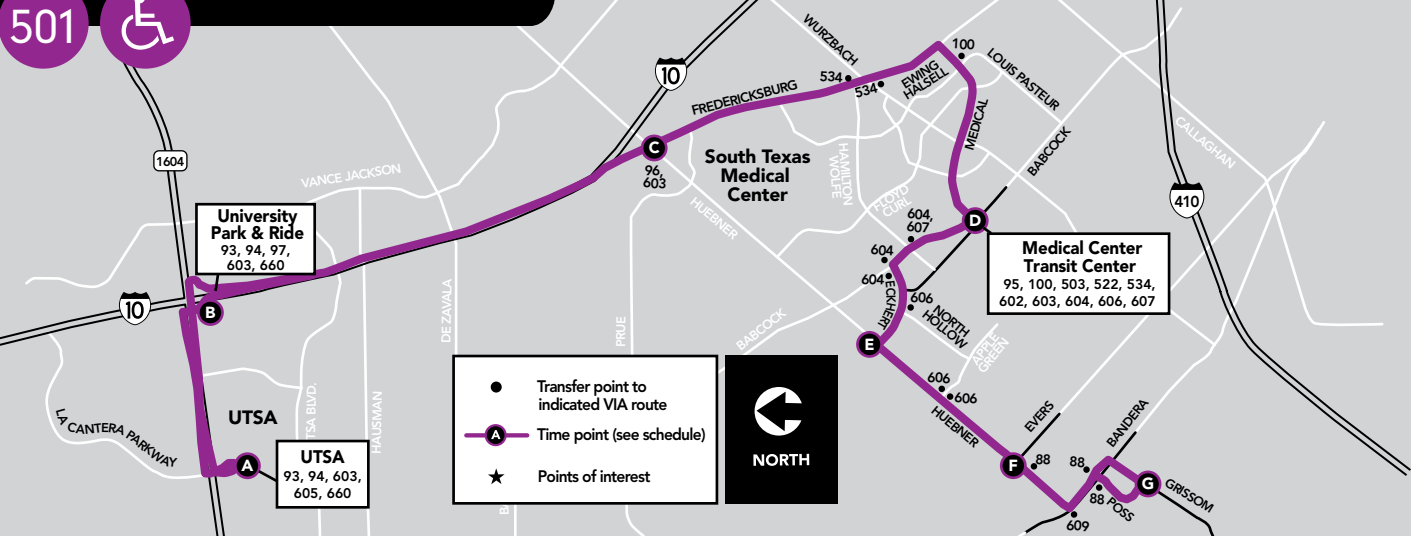 501
10
1604
WURZBACH
100
LOUIS PASTEUR
534
534
EWING
HALSELL
FREDERICKSBURG
MEDICAL
BABCOCK
CALLAGHAN
410
C
96,
603
South Texas
Medical
Center
HAMILTON
WOLFE
FLOYD
CURL
VANCE JACKSON
HUEBNER
University
Park & Ride
93, 94, 97,
603, 660
604,
607
D
Medical Center
Transit Center
95, 100, 503, 522, 534,
602, 603, 604, 606, 607
604
604
ECKHERT
606
NORTH
HOLLOW
APPLE
GREEN
10
B
DE ZAVALA
PRUE
BABCOCK
E
606
606
HUEBNER
EVERS
BANDERA
LA CANTERA PARKWAY
UTSA
TSA BLVD.
HAUSMAN
A
UTSA
93, 94, 603,
605, 660
BA
Transfer point to
indicated VIA route
A
Time point (see schedule)
Points of interest
NORTH
F
88
88
88
POSS
G
GRISSOM
609